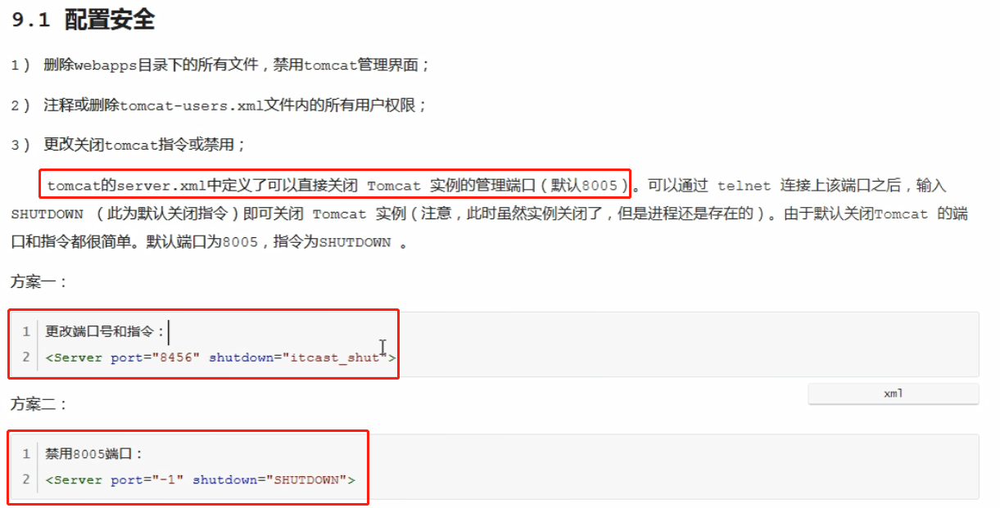 9.1 配置安全
1） 删除webapps目录下的所有文件，禁用tomcat管理界面；
2） 注释或删除tomcat-users.xml文件内的所有用户权限；
3） 更改关闭tomcat指令或禁用；
tomcat的server.xml中定义了可以直接关闭 Tomcat 实例的管理端口（默认8005）。可以通过 telnet 连接上该端口之后，输入
SHUTDOWN （此为默认关闭指令）即可关闭 Tomcat 实例（注意，此时虽然实例关闭了，但是进程还是存在的）。由于默认关闭Tomcat 的端
口和指令都很简单。默认端口为8005，指令为SHUTDOWN 。
方案一：
1 更改端口号和指令：
2 <Server port="8456" shutdown="itcast_shut">
xml
方案二：
1 禁用8005端口：
2 <Server port="-1" shutdown="SHUTDOWN">